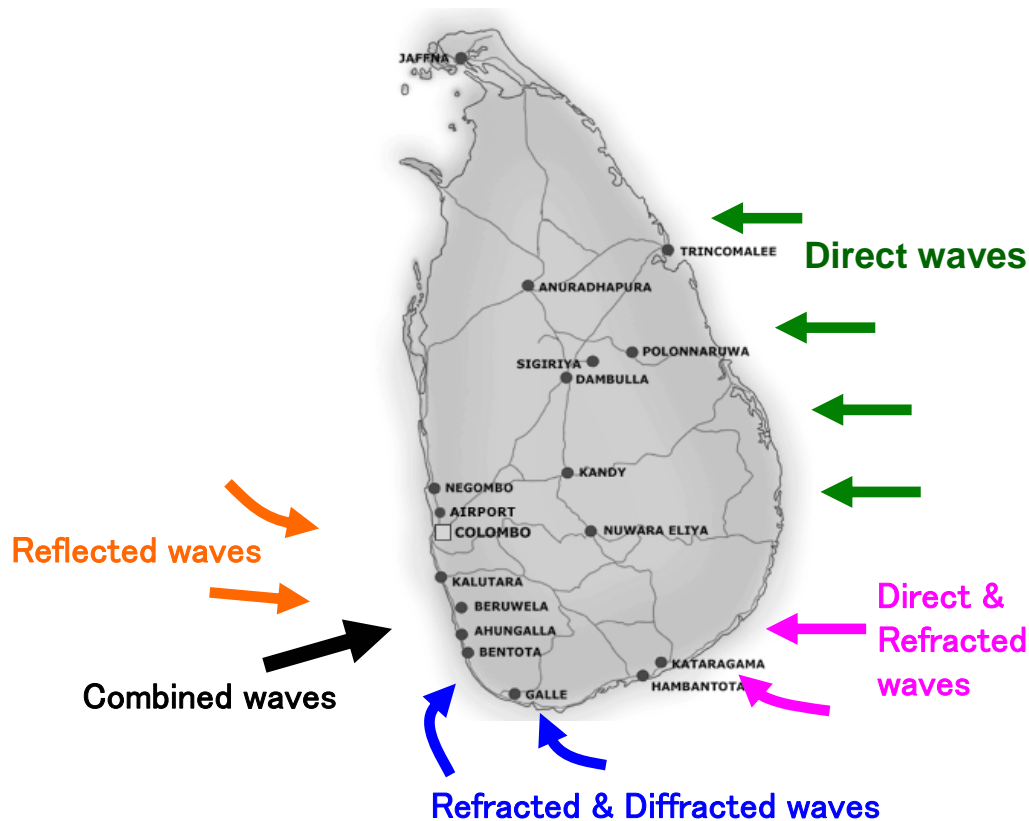 JAFFNA
TRINCOMALEE
Direct waves
ANURADHAPURA
POLONNARUWA
SIGIRIYA
DAMBULLA
KANDY
NEGOMBO
AIRPORT
COLOMBO
NUWARA ELIYA
Reflected waves
KALUTARA
Direct &
Refracted
waves
BERUWELA
AHUNGALLA
BENTOTA
KATARAGAMA
HAMBANTOTA
GALLE
Combined waves
Refracted & Diffracted waves